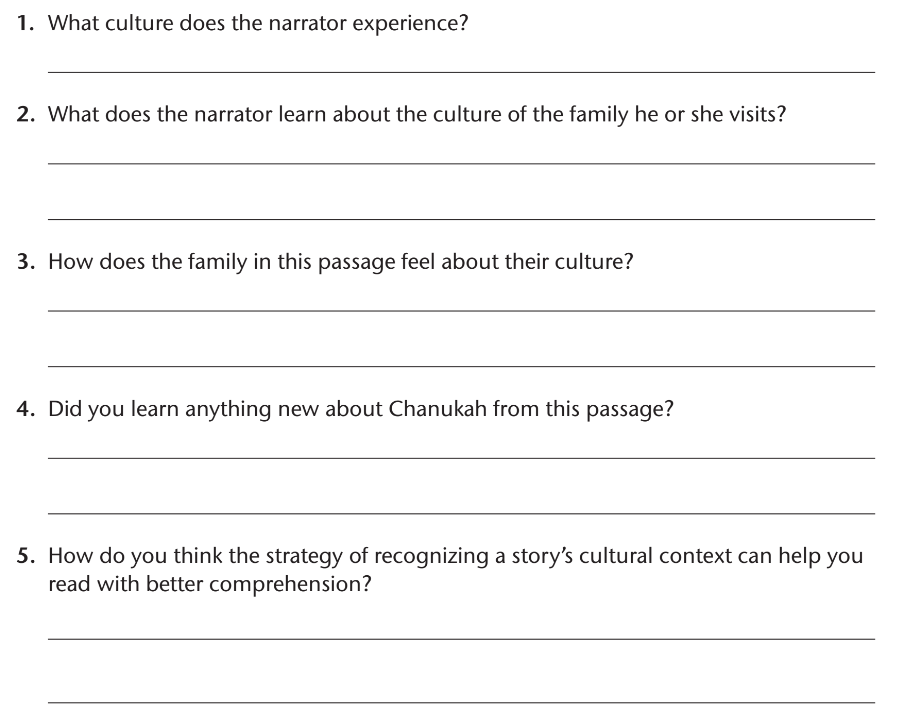 1. What culture does the narrator experience?
2. What does the narrator learn about the culture of the family he or she visits?
3. How does the family in this passage feel about their culture?
4. Did you learn anything new about Chanukah from this passage?
5. How do you think the strategy of recognizing a story’s cultural context can help you
read with better comprehension?